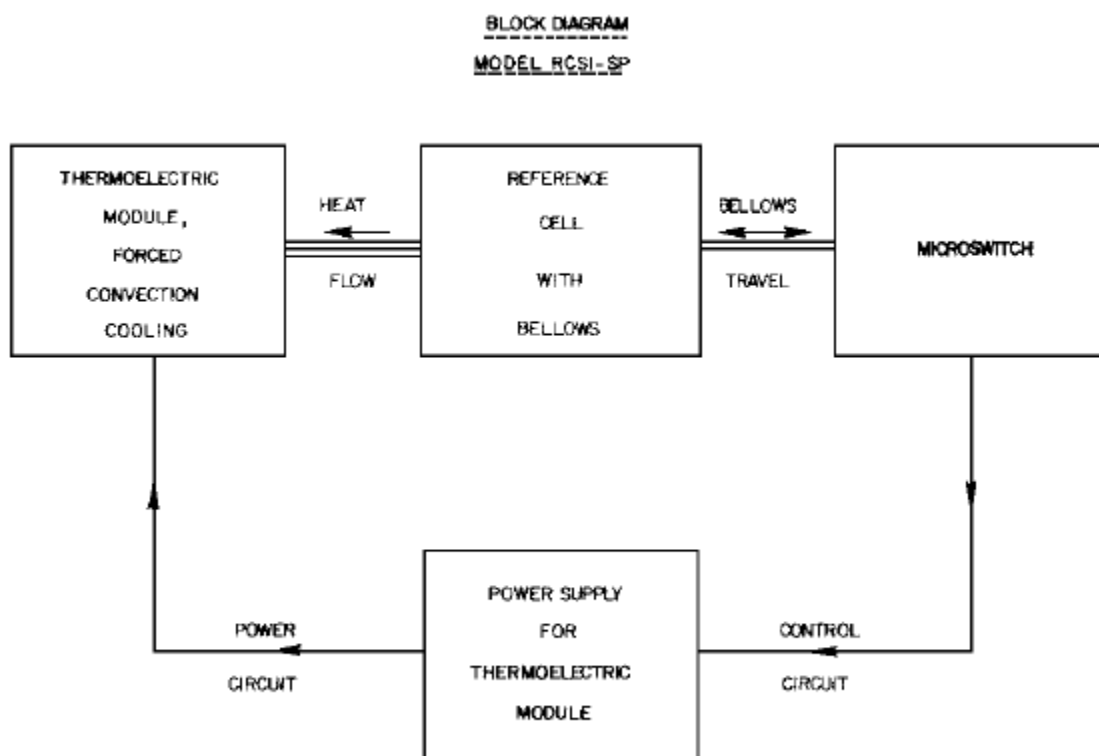 BLOCK DIAGRAM
MODEL RCSI-SP
THERMOELECTRIC
MODULE,
FORCED
CONVECTION
COOLING
HEAT
FLOW
REFERENCE
CELL
WITH
BELLOWS
BELLOWS
TRAVEL
MICROSWITCH
POWER
CIRCUIT
POWER SUPPLY
FOR
THERMOELECTRIC
MODULE
CONTROL
CIRCUIT